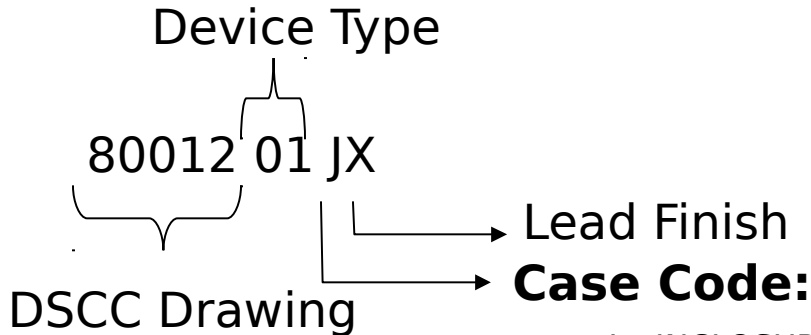 Device Type
80012 01 JX
Lead Finish
Case Code:
DSCC Drawing